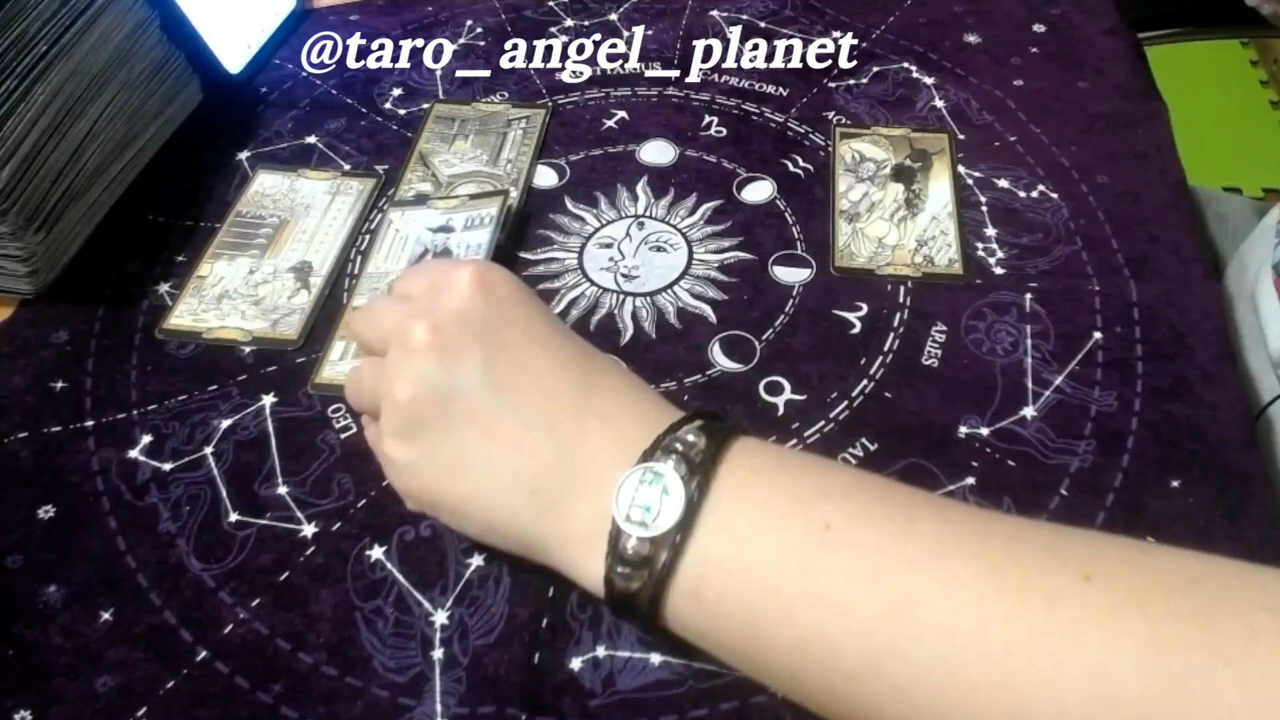 @taro_angel_planet
SAGITTARIUS
CAPRICORN
ARIES
LEO